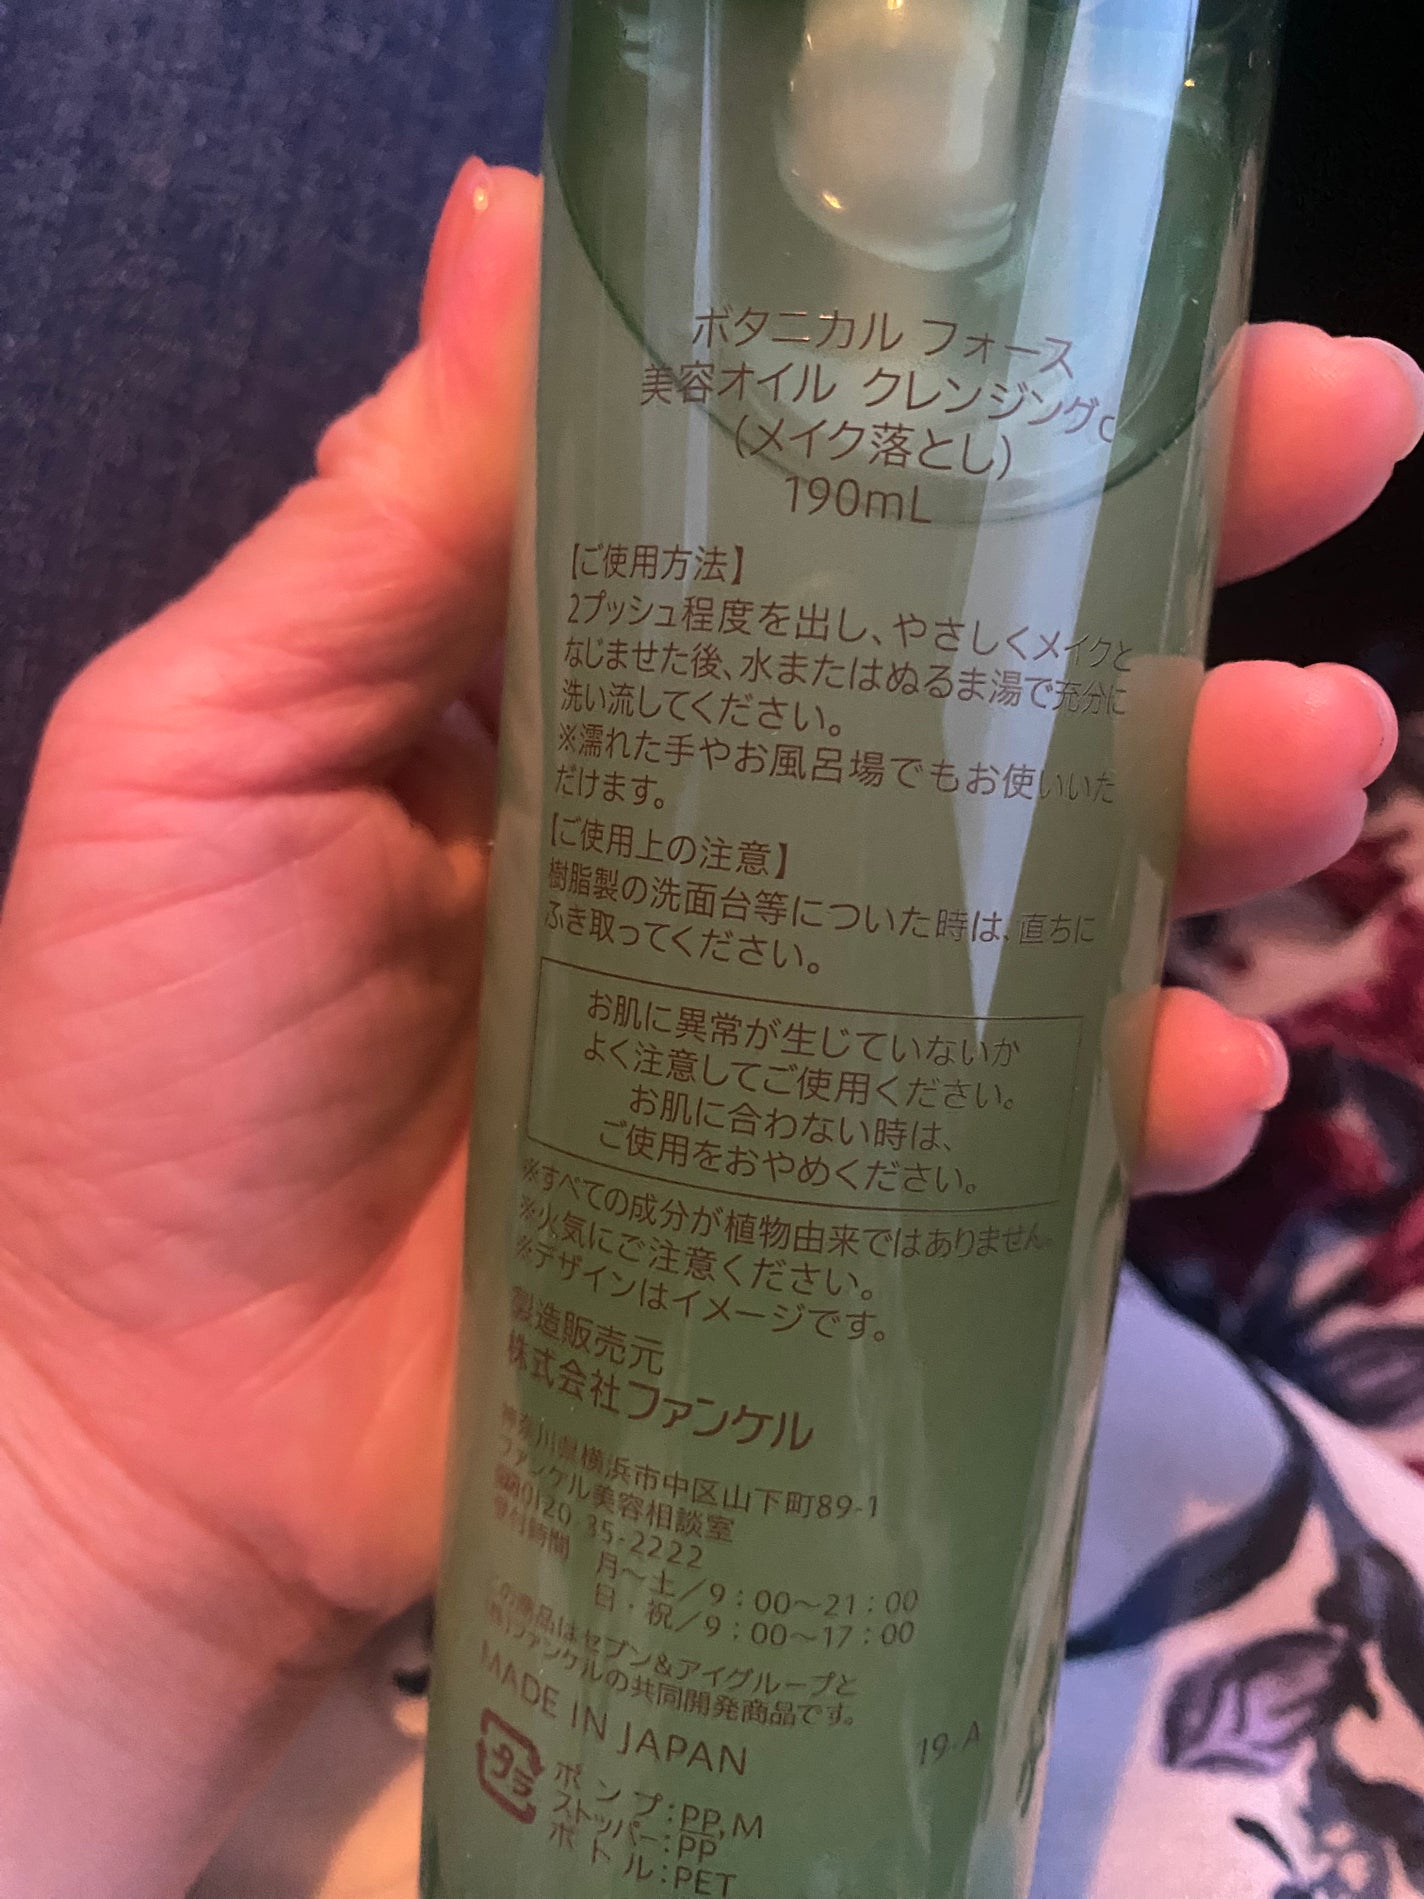 ボタニカル フォース
美容オイル クレンジングc
(メイク落とし)
190mL
【ご使用方法】
2プッシュ程度を出し、やさしくメイクと
なじませた後、水またはぬるま湯で充分に
洗い流してください。
※濡れた手やお風呂場でもお使いいた
だけます。
【ご使用上の注意】
樹脂製の洗面台等についた時は、直ちに
ふき取ってください。
お肌に異常が生じていないか
よく注意してご使用ください。
お肌に合わない時は、
ご使用をおやめください。
※すべての成分が植物由来ではありません。
※火気にご注意ください。
※デザインはイメージです。
製造販売元
株式会社ファンケル
神奈川県横浜市中区山下町89-1
ファンケル美容相談室
0120-35-2222
受付時間 月～土/9:00～21:00
日・祝/9:00～17:00
この商品はセブン&アイグループと
(株)ファンケルの共同開発商品です。
MADE IN JAPAN
19-A
プラ
ポンプ:PP,M
ストッパー:PP
ボトル:PET